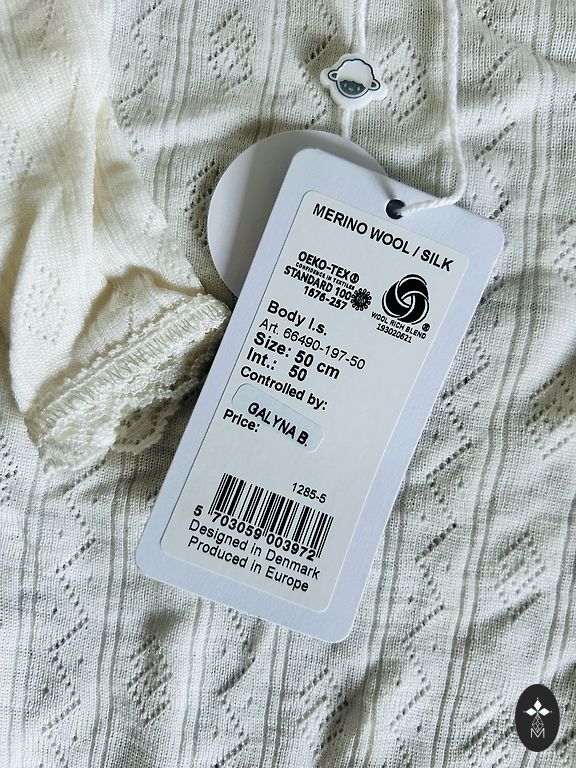 MERINO WOOL / SILK
OEKO-TEX®
CONFIDENCE IN TEXTILES
STANDARD 100
1676-257
WOOL RICH BLEND
193020621
Body l.s.
Art. 66490-197-50
Size: 50 cm
Int.: 50
Controlled by:
GALYNA B.
Price:
1285-5
5 703059 003972
Designed in Denmark
Produced in Europe
M